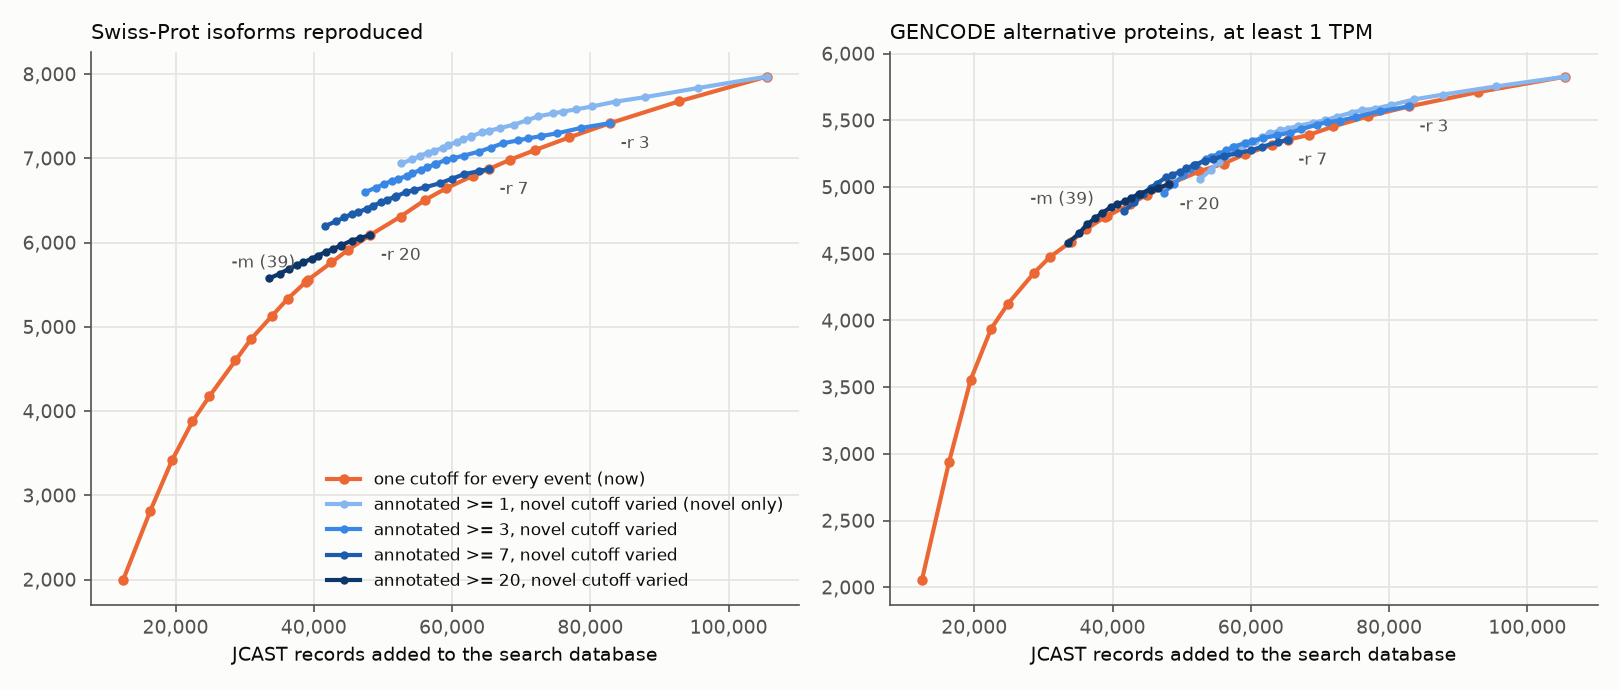 Swiss-Prot isoforms reproduced
8,000
7,000
6,000
5,000
4,000
3,000
2,000
-r 3
-r 7
-r 20
-m (39)
one cutoff for every event (now)
annotated >= 1, novel cutoff varied (novel only)
annotated >= 3, novel cutoff varied
annotated >= 7, novel cutoff varied
annotated >= 20, novel cutoff varied
20,000 40,000 60,000 80,000 100,000
JCAST records added to the search database
GENCODE alternative proteins, at least 1 TPM
6,000
5,500
5,000
4,500
4,000
3,500
3,000
2,500
2,000
-r 3
-r 7
-m (39)
-r 20
20,000 40,000 60,000 80,000 100,000
JCAST records added to the search database